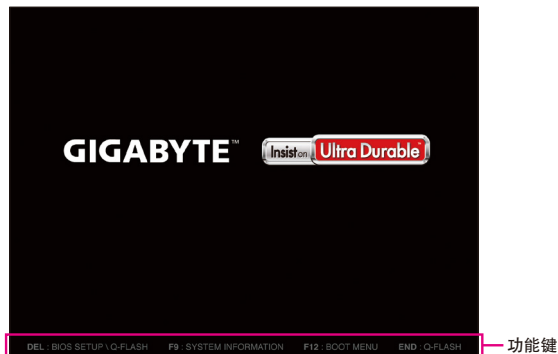 GIGABYTE™ Insist on Ultra Durable™
DEL : BIOS SETUP \ Q-FLASH F9 : SYSTEM INFORMATION F12 : BOOT MENU END : Q-FLASH
功能键